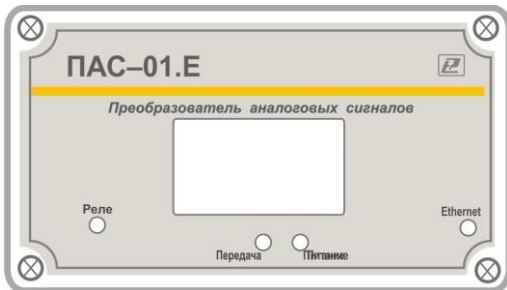 ПАС–01.Е
Преобразователь аналоговых сигналов
Реле
Ethernet
Передача
Питание